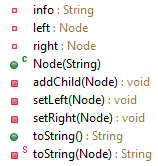 info : String
left : Node
right : Node
C Node(String)
addChild(Node) : void
setLeft(Node) : void
setRight(Node) : void
toString() : String
S toString(Node) : String